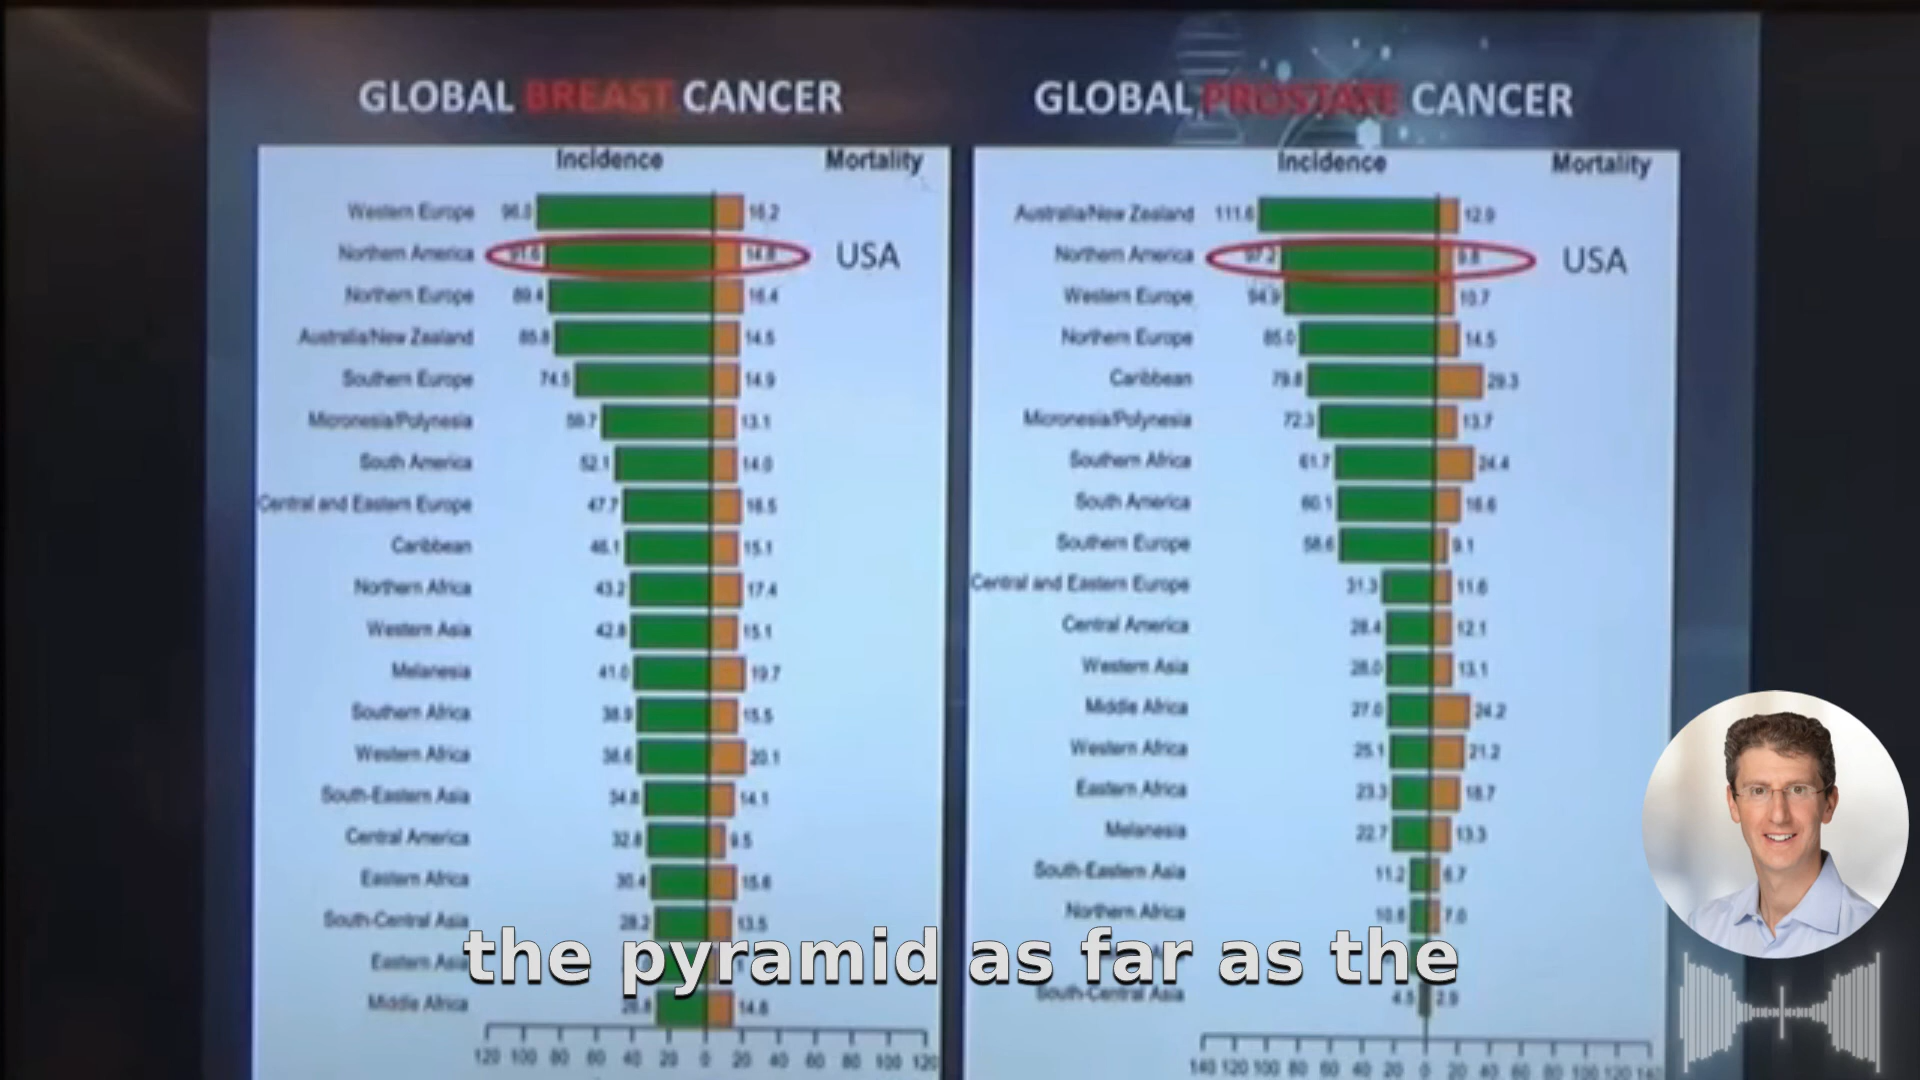 GLOBAL BREAST CANCER
Incidence Mortality
Western Europe 96.0 16.2
Northern America 91.6 14.8 USA
Northern Europe 89.4 16.4
Australia/New Zealand 85.8 14.5
Southern Europe 74.5 14.9
Micronesia/Polynesia 59.7 13.1
South America 52.1 14.0
Central and Eastern Europe 47.7 16.5
Caribbean 46.1 15.1
Northern Africa 43.2 17.4
Western Asia 42.8 15.1
Melanesia 41.0 19.7
Southern Africa 38.9 15.5
Western Africa 38.6 20.1
South-Eastern Asia 34.8 14.1
Central America 32.8 9.5
Eastern Africa 30.4 15.6
South-Central Asia 28.2 13.5
Eastern Asia
Middle Africa 26.8 14.8
120 100 80 60 40 20 0 20 40 60 80 100 120
GLOBAL PROSTATE CANCER
Incidence Mortality
Australia/New Zealand 111.6 12.9
Northern America 97.2 9.8 USA
Western Europe 94.9 10.7
Northern Europe 85.0 14.5
Caribbean 79.8 29.3
Micronesia/Polynesia 72.3 13.7
Southern Africa 61.7 24.4
South America 60.1 16.6
Southern Europe 58.6 9.1
Central and Eastern Europe 31.3 11.6
Central America 28.4 12.1
Western Asia 28.0 13.1
Middle Africa 27.0 24.2
Western Africa 25.1 21.2
Eastern Africa 23.3 18.7
Melanesia 22.7 13.3
South-Eastern Asia 11.2 6.7
Northern Africa 10.6 7.0
South-Central Asia 4.5 2.9
140 120 100 80 60 40 20 0 20 40 60 80 100 120 140
the pyramid as far as the